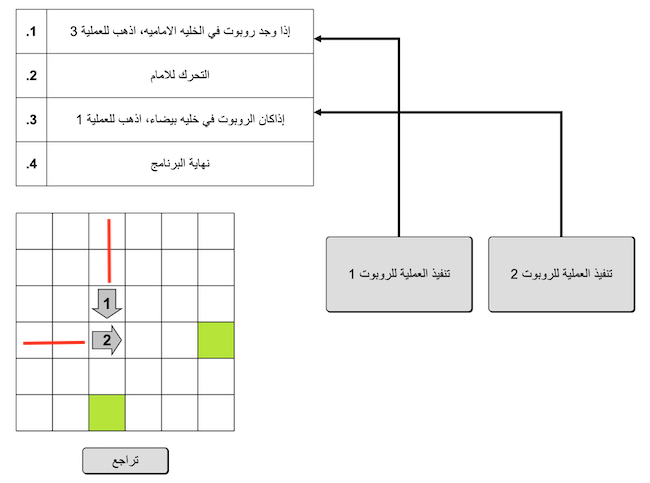 .1 إذا وجد روبوت في الخليه الاماميه، اذهب للعملية 3
.2 التحرك للامام
.3 إذاكان الروبوت في خليه بيضاء، اذهب للعملية 1
.4 نهاية البرنامج
تنفيذ العملية للروبوت 1
تنفيذ العملية للروبوت 2
1
2
تراجع